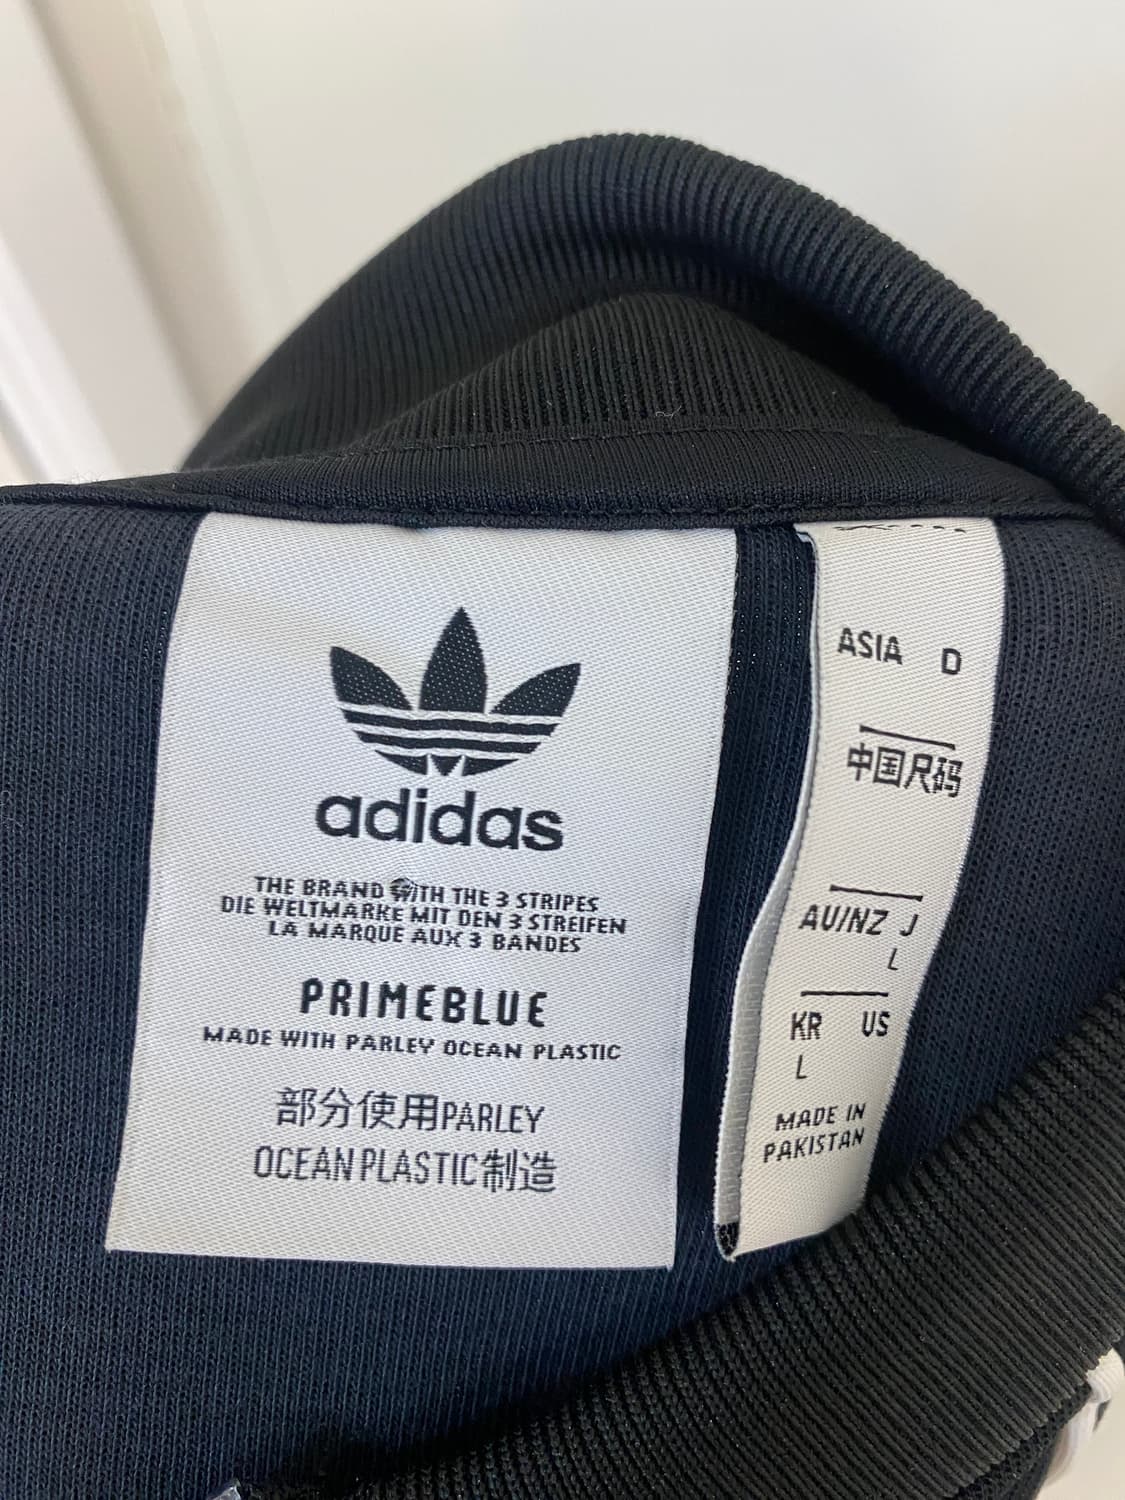 adidas
THE BRAND WITH THE 3 STRIPES
DIE WELTMARKE MIT DEN 3 STREIFEN
LA MARQUE AUX 3 BANDES
PRIMEBLUE
MADE WITH PARLEY OCEAN PLASTIC
部分使用PARLEY
OCEAN PLASTIC制造
ASIA D
中国尺码
AU/NZ J
L
KR US
L
MADE IN
PAKISTAN